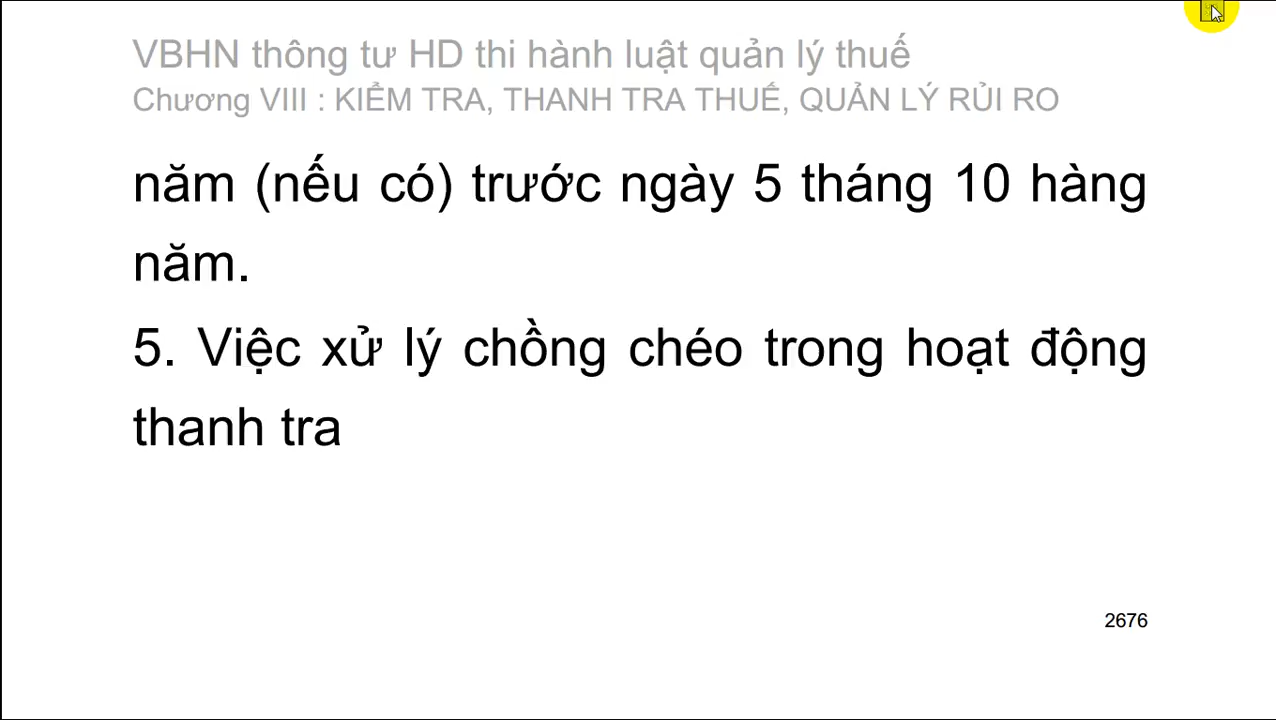 VBHN thông tư HD thi hành luật quản lý thuế
Chương VIII : KIỂM TRA, THANH TRA THUẾ, QUẢN LÝ RỦI RO
năm (nếu có) trước ngày 5 tháng 10 hàng
năm.
5. Việc xử lý chồng chéo trong hoạt động
thanh tra
2676